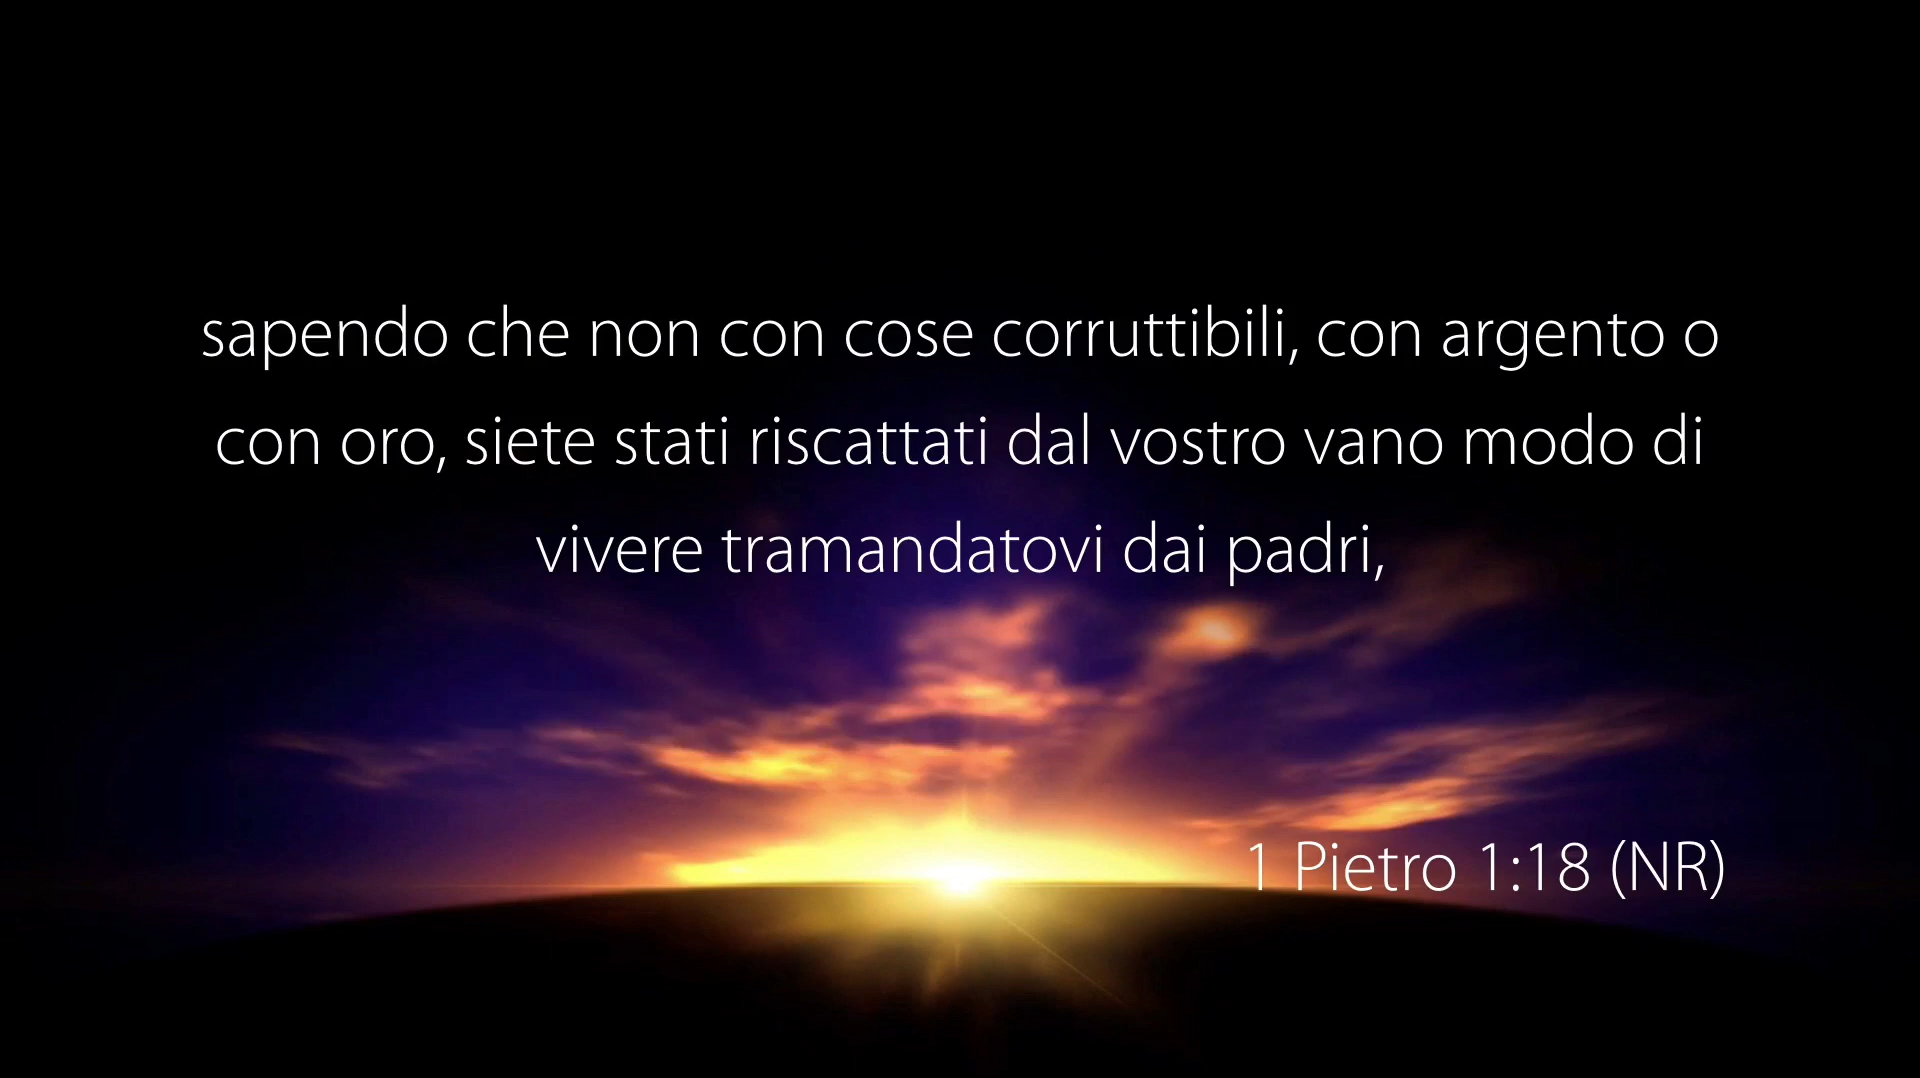 sapendo che non con cose corruttibili, con argento o
con oro, siete stati riscattati dal vostro vano modo di
vivere tramandatovi dai padri,
1 Pietro 1:18 (NR)